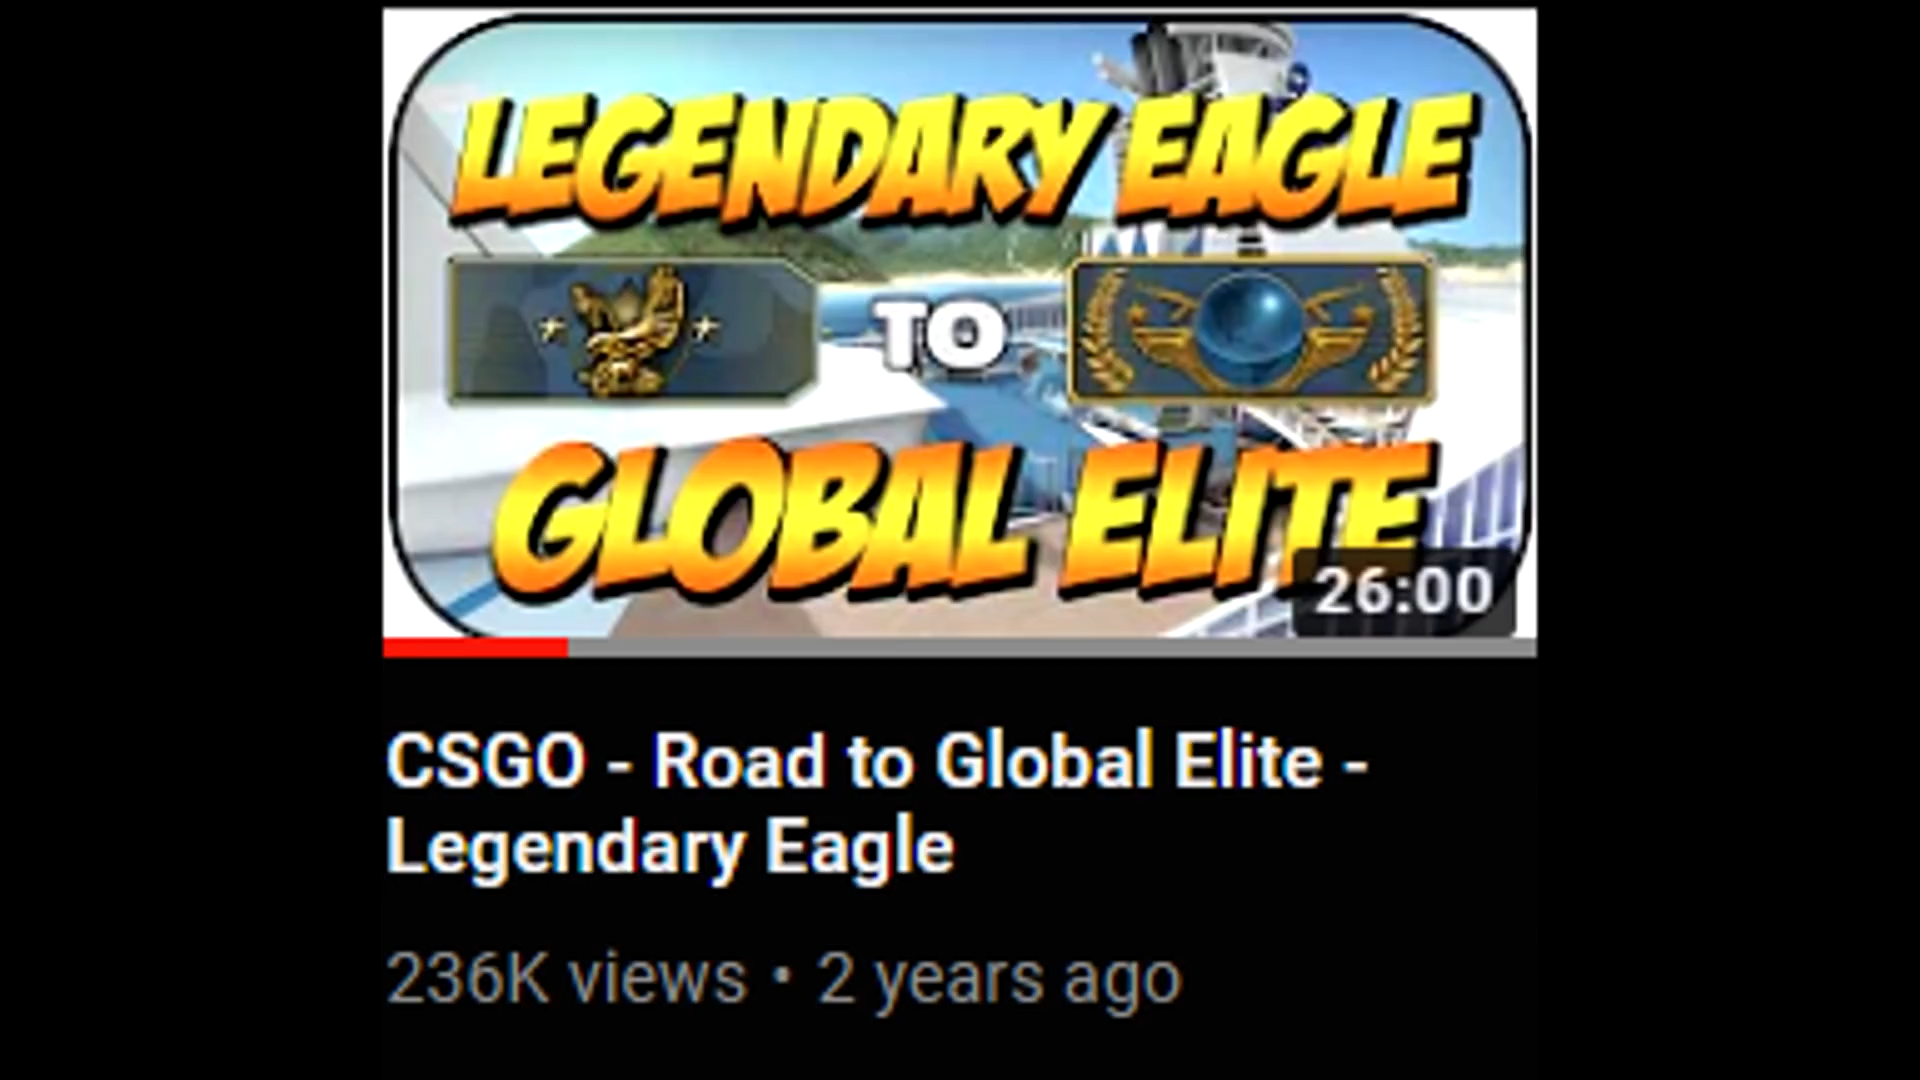 LEGENDARY EAGLE
TO
GLOBAL ELITE
26:00
CSGO - Road to Global Elite -
Legendary Eagle
236K views • 2 years ago